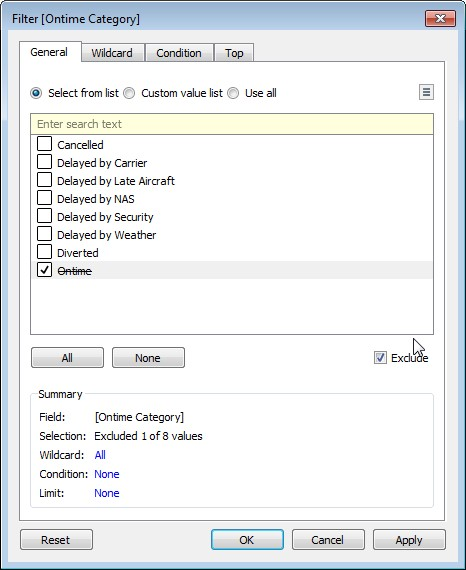 Filter [Ontime Category]
General Wildcard Condition Top
Select from list Custom value list Use all
Enter search text
Cancelled
Delayed by Carrier
Delayed by Late Aircraft
Delayed by NAS
Delayed by Security
Delayed by Weather
Diverted
Ontime
All None Exclude
Summary
Field: [Ontime Category]
Selection: Excluded 1 of 8 values
Wildcard: All
Condition: None
Limit: None
Reset OK Cancel Apply